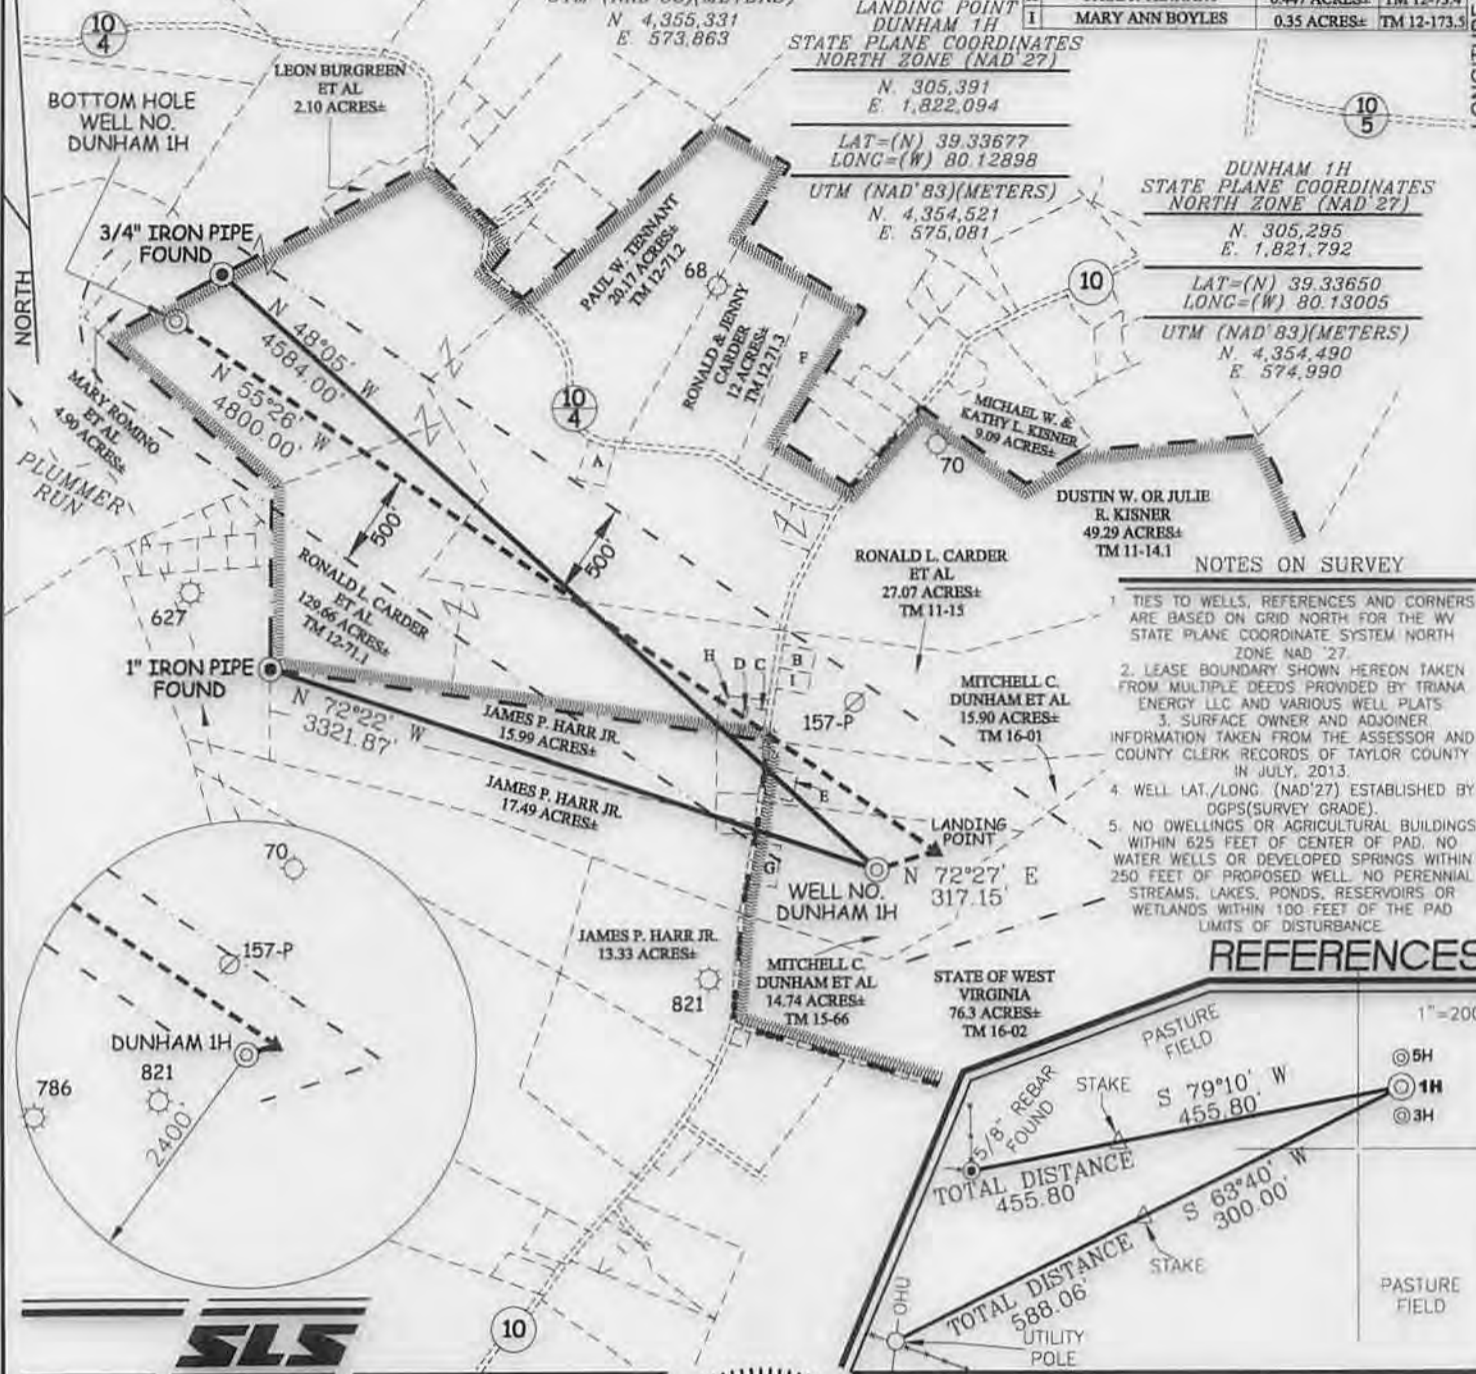 N. 4,355,331
E. 573,863
LANDING POINT
DUNHAM 1H
STATE PLANE COORDINATES
NORTH ZONE (NAD'27)
N. 305,391
E. 1,822,094
LAT=(N) 39.33677
LONG=(W) 80.12898
UTM (NAD'83)(METERS)
N. 4,354,521
E. 575,081
I MARY ANN BOYLES 0.35 ACRES± TM 12-173.5
10
4
LEON BURGREEN
ET AL
2.10 ACRES±
BOTTOM HOLE
WELL NO.
DUNHAM 1H
10
5
DUNHAM 1H
STATE PLANE COORDINATES
NORTH ZONE (NAD'27)
N. 305,295
E. 1,821,792
LAT=(N) 39.33650
LONG=(W) 80.13005
UTM (NAD'83)(METERS)
N. 4,354,490
E. 574,990
3/4" IRON PIPE
FOUND
NORTH
PAUL W. TENNANT
20.17 ACRES±
TM 12-71.2
68
RONALD & JENNY
CARDER
12 ACRES±
TM 12-71.3
F
10
N 48°05' W
4584.00'
N 55°26' W
4800.00'
MARY ROMINO
ET AL
4.90 ACRES±
PLUMMER
RUN
10
4
A
MICHAEL W. &
KATHY L. KISNER
9.09 ACRES±
70
DUSTIN W. OR JULIE
R. KISNER
49.29 ACRES±
TM 11-14.1
500'
500'
627
RONALD L. CARDER
ET AL
129.66 ACRES±
TM 12-71.1
RONALD L. CARDER
ET AL
27.07 ACRES±
TM 11-15
NOTES ON SURVEY
1. TIES TO WELLS, REFERENCES AND CORNERS
ARE BASED ON GRID NORTH FOR THE WV
STATE PLANE COORDINATE SYSTEM NORTH
ZONE NAD '27.
2. LEASE BOUNDARY SHOWN HEREON TAKEN
FROM MULTIPLE DEEDS PROVIDED BY TRIANA
ENERGY LLC AND VARIOUS WELL PLATS
3. SURFACE OWNER AND ADJOINER
INFORMATION TAKEN FROM THE ASSESSOR AND
COUNTY CLERK RECORDS OF TAYLOR COUNTY
IN JULY, 2013.
4. WELL LAT./LONG. (NAD'27) ESTABLISHED BY
DGPS(SURVEY GRADE).
5. NO DWELLINGS OR AGRICULTURAL BUILDINGS
WITHIN 625 FEET OF CENTER OF PAD. NO
WATER WELLS OR DEVELOPED SPRINGS WITHIN
250 FEET OF PROPOSED WELL. NO PERENNIAL
STREAMS, LAKES, PONDS, RESERVOIRS OR
WETLANDS WITHIN 100 FEET OF THE PAD
LIMITS OF DISTURBANCE.
1" IRON PIPE
FOUND
H D C B
I
157-P
MITCHELL C.
DUNHAM ET AL
15.90 ACRES±
TM 16-01
N 72°22' W
3321.87'
JAMES P. HARR JR.
15.99 ACRES±
JAMES P. HARR JR.
17.49 ACRES±
E
LANDING
POINT
G
WELL NO.
DUNHAM 1H
N 72°27' E
317.15'
JAMES P. HARR JR.
13.33 ACRES±
821
MITCHELL C.
DUNHAM ET AL
14.74 ACRES±
TM 15-66
STATE OF WEST
VIRGINIA
76.3 ACRES±
TM 16-02
70
157-P
DUNHAM 1H
821
786
2400'
REFERENCES
PASTURE
FIELD
5H
1H
3H
5/8" REBAR
FOUND
STAKE
S 79°10' W
455.80'
TOTAL DISTANCE
455.80'
S 63°40' W
300.00'
TOTAL DISTANCE
588.06'
STAKE
OHU
UTILITY
POLE
PASTURE
FIELD
10
SLS